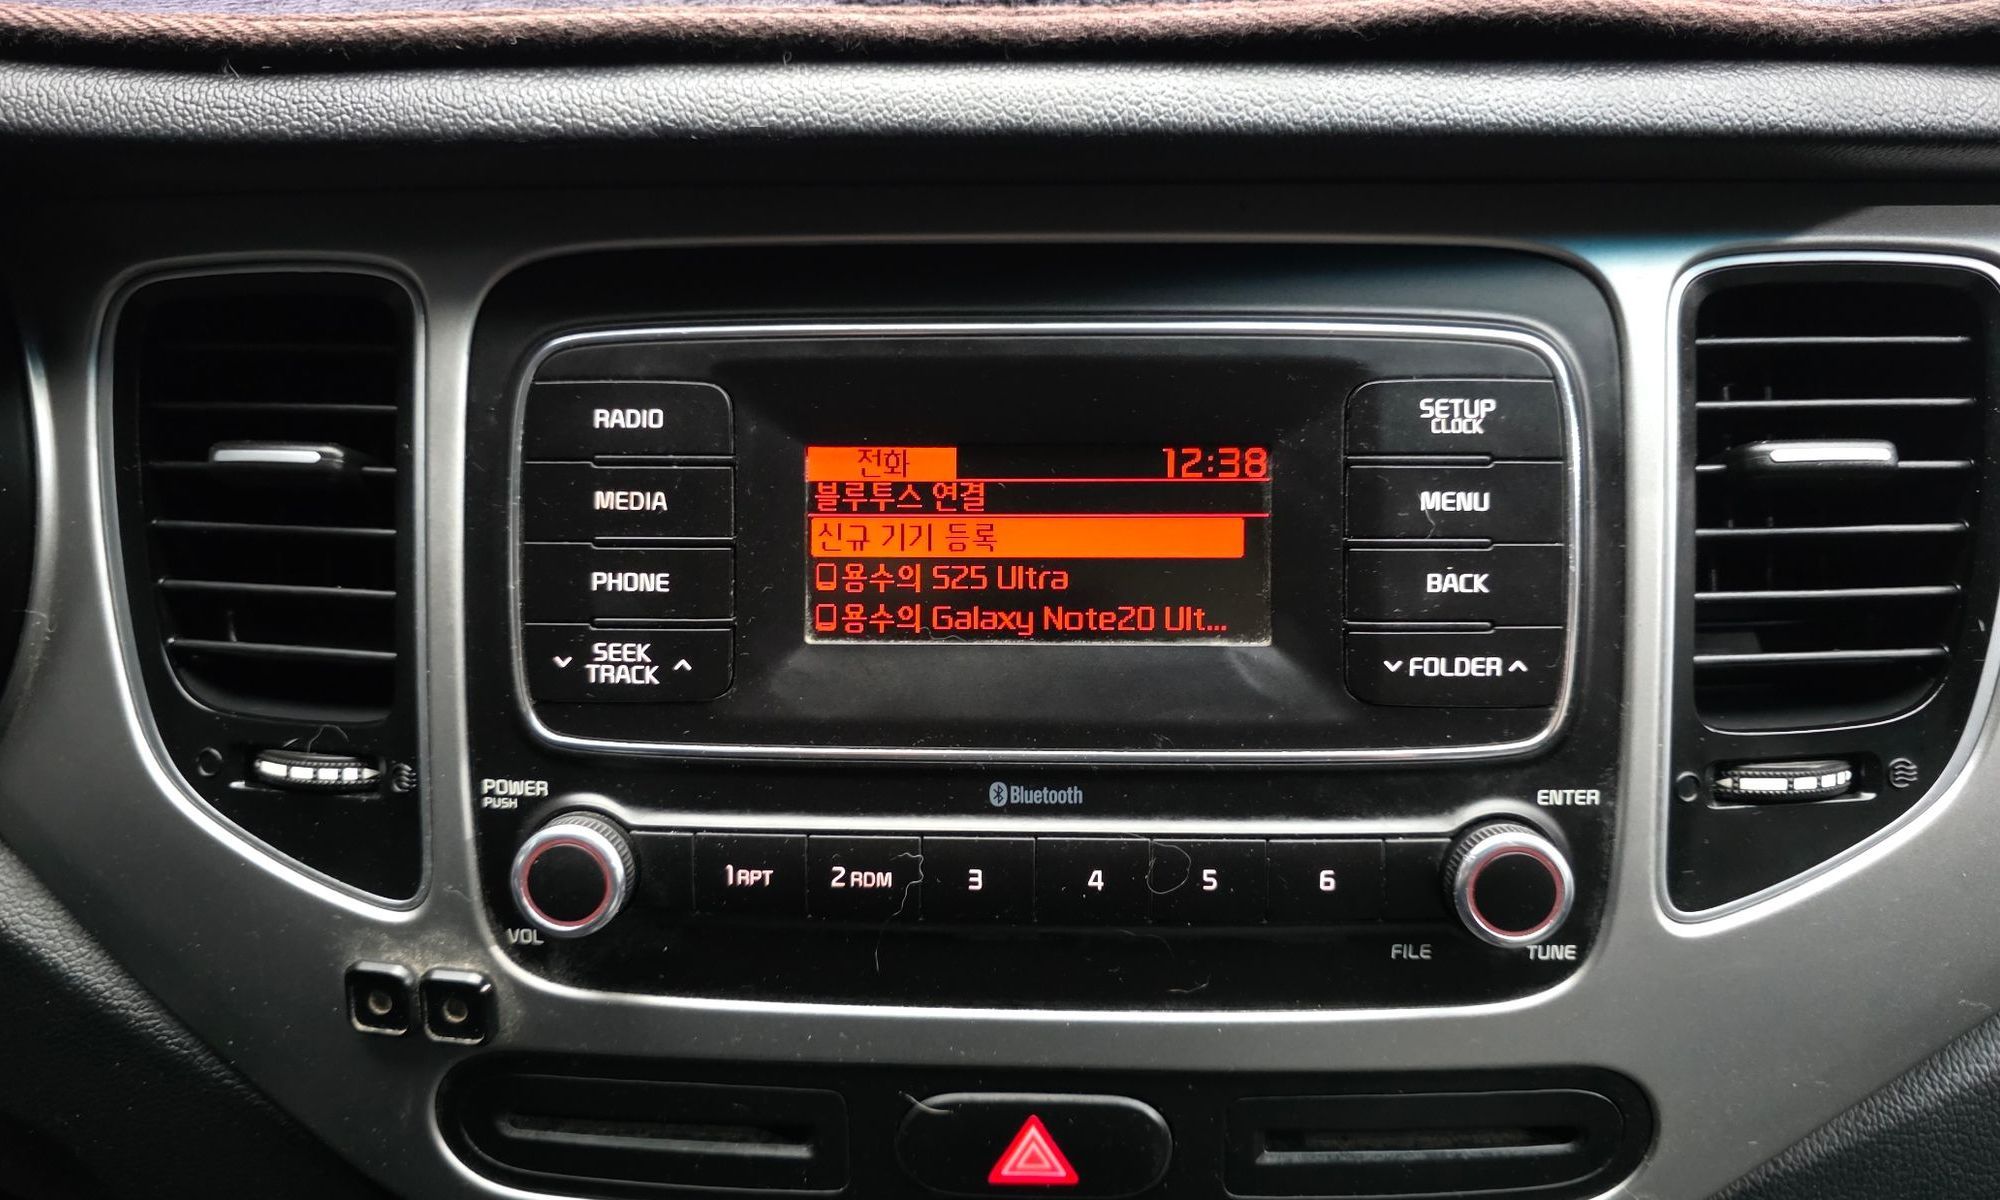 RADIO
MEDIA
PHONE
SEEK
TRACK
전화 12:38
블루투스 연결
신규 기기 등록
용수의 S25 Ultra
용수의 Galaxy Note20 Ult...
SETUP
CLOCK
MENU
BACK
FOLDER
POWER
PUSH
VOL
Bluetooth
1 RPT 2 RDM 3 4 5 6
ENTER
FILE
TUNE